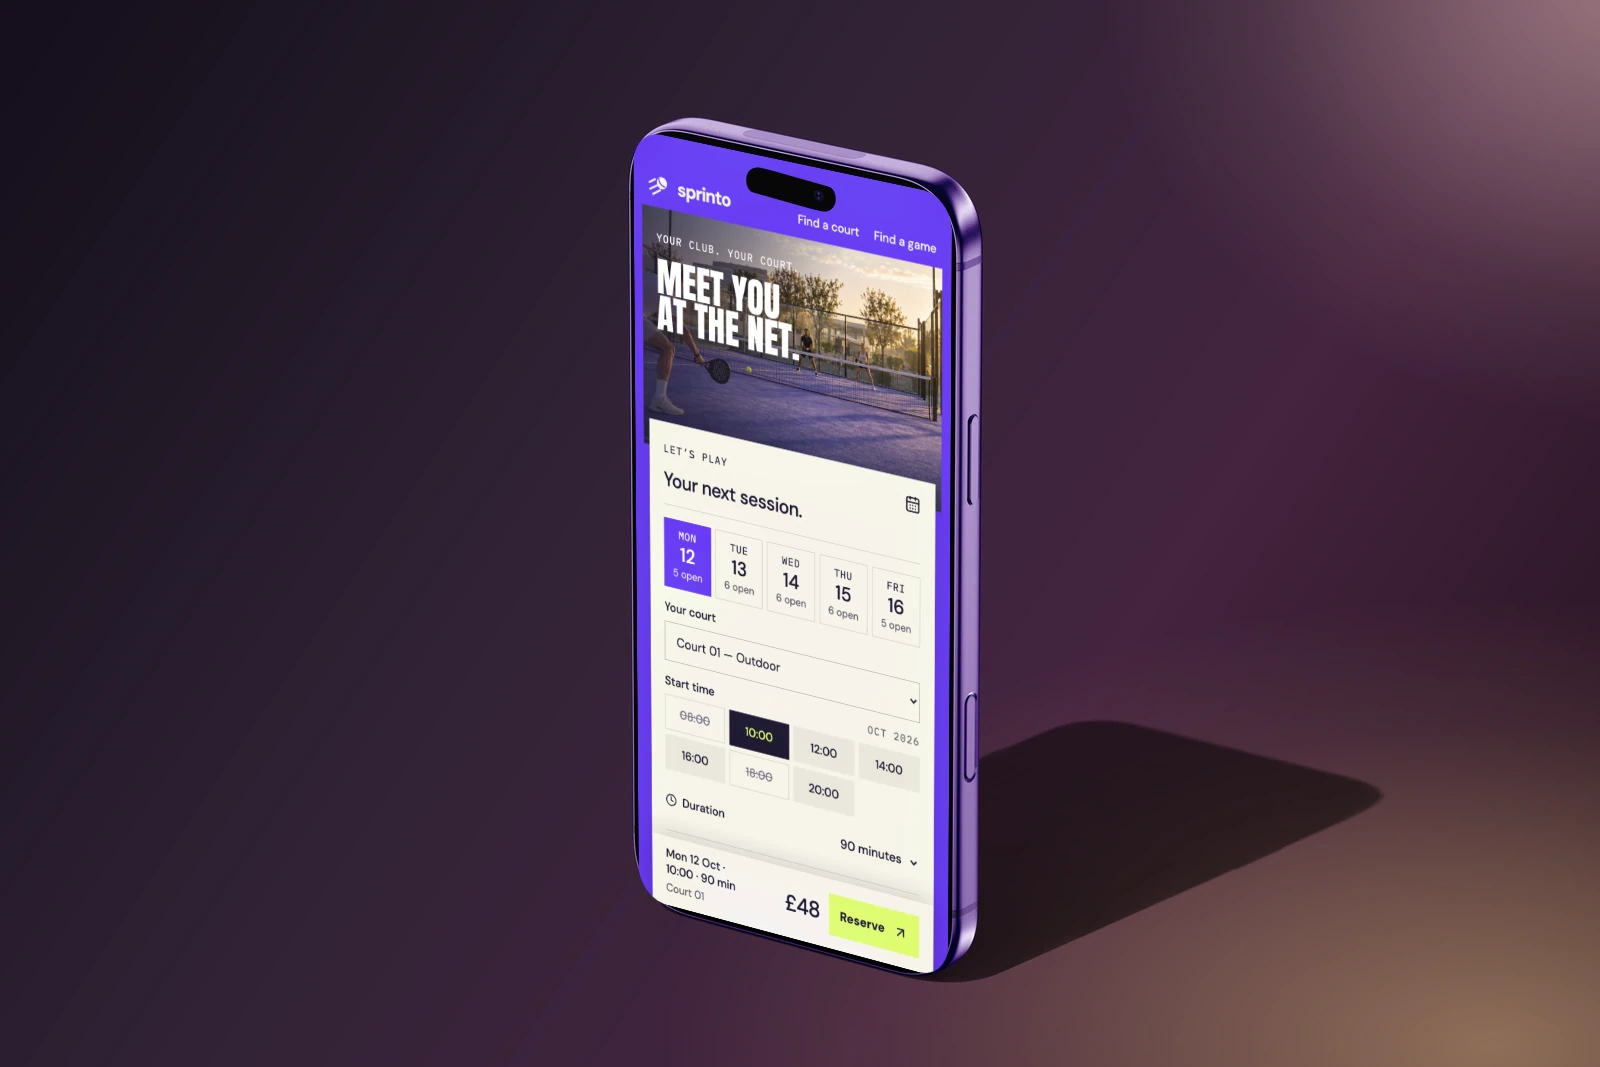 sprinto
Find a court
Find a game
YOUR CLUB. YOUR COURT.
MEET YOU
AT THE NET.
LET'S PLAY
Your next session.
MON
12
5 open
TUE
13
6 open
WED
14
6 open
THU
15
6 open
FRI
16
5 open
Your court
Court 01 — Outdoor
Start time
OCT 2026
08:00
10:00
12:00
14:00
16:00
18:00
20:00
Duration
90 minutes
Mon 12 Oct ·
10:00 · 90 min
Court 01
£48
Reserve